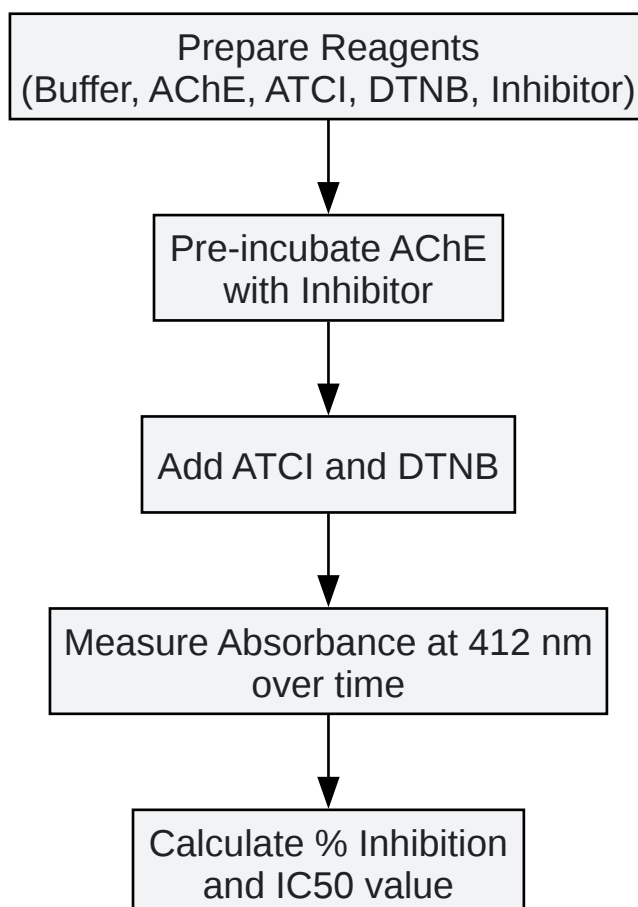 Prepare Reagents
(Buffer, AChE, ATCI, DTNB, Inhibitor)
Pre-incubate AChE
with Inhibitor
Add ATCI and DTNB
Measure Absorbance at 412 nm
over time
Calculate % Inhibition
and IC50 value